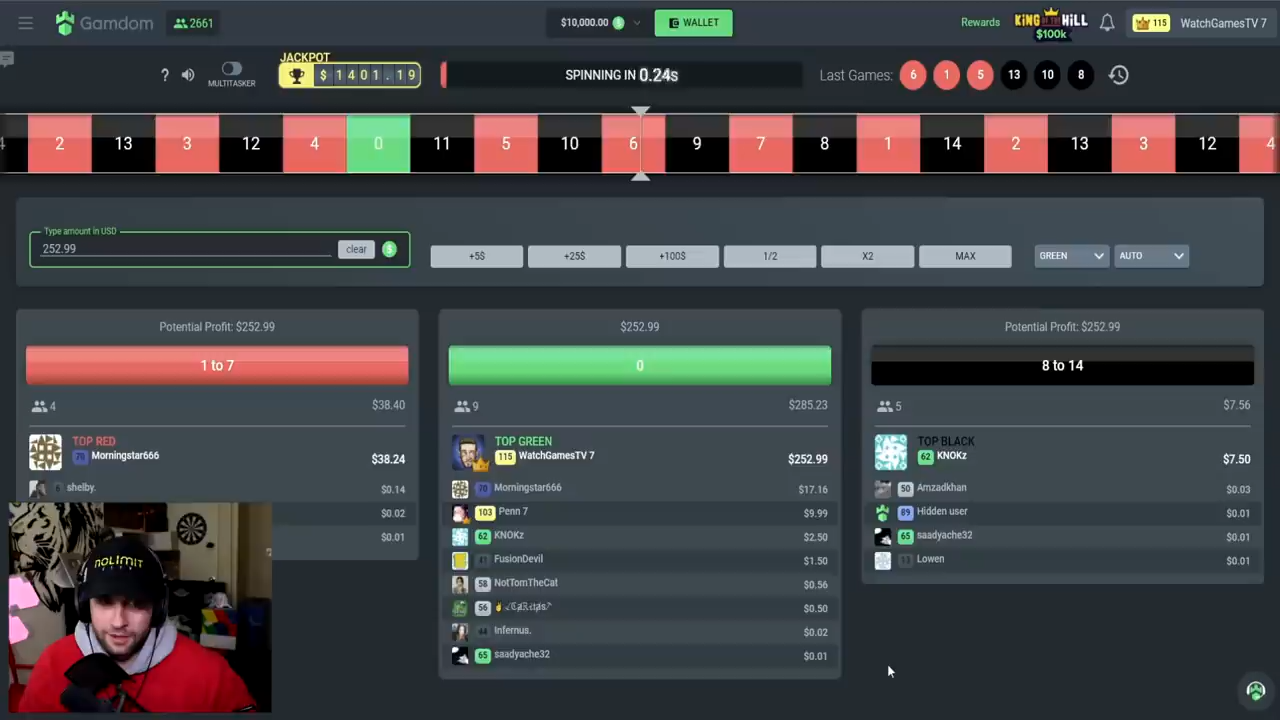 Gamdom
2661
$10,000.00
WALLET
Rewards
KING OF THE HILL
$100k
115
WatchGamesTV 7
?
MULTITASKER
JACKPOT
$ 1401.19
SPINNING IN 0.24s
Last Games:
6 1 5 13 10 8
4 2 13 3 12 4 0 11 5 10 6 9 7 8 1 14 2 13 3 12 4
Type amount in USD
252.99
clear
+5$
+25$
+100$
1/2
X2
MAX
GREEN
AUTO
Potential Profit: $252.99
1 to 7
4
$38.40
TOP RED
70 Morningstar666
$38.24
shelby.
$0.14
$0.02
$0.01
$252.99
0
9
$285.23
TOP GREEN
115 WatchGamesTV 7
$252.99
70 Morningstar666 $17.16
103 Penn 7 $9.99
62 KNOKz $2.50
41 FusionDevil $1.50
58 NotTomTheCat $0.56
56 $0.50
44 Infernus. $0.02
65 saadyache32 $0.01
Potential Profit: $252.99
8 to 14
5
$7.56
TOP BLACK
62 KNOKz
$7.50
50 Amzadkhan $0.03
89 Hidden user $0.01
65 saadyache32 $0.01
Lowen $0.01
nOLIMIT